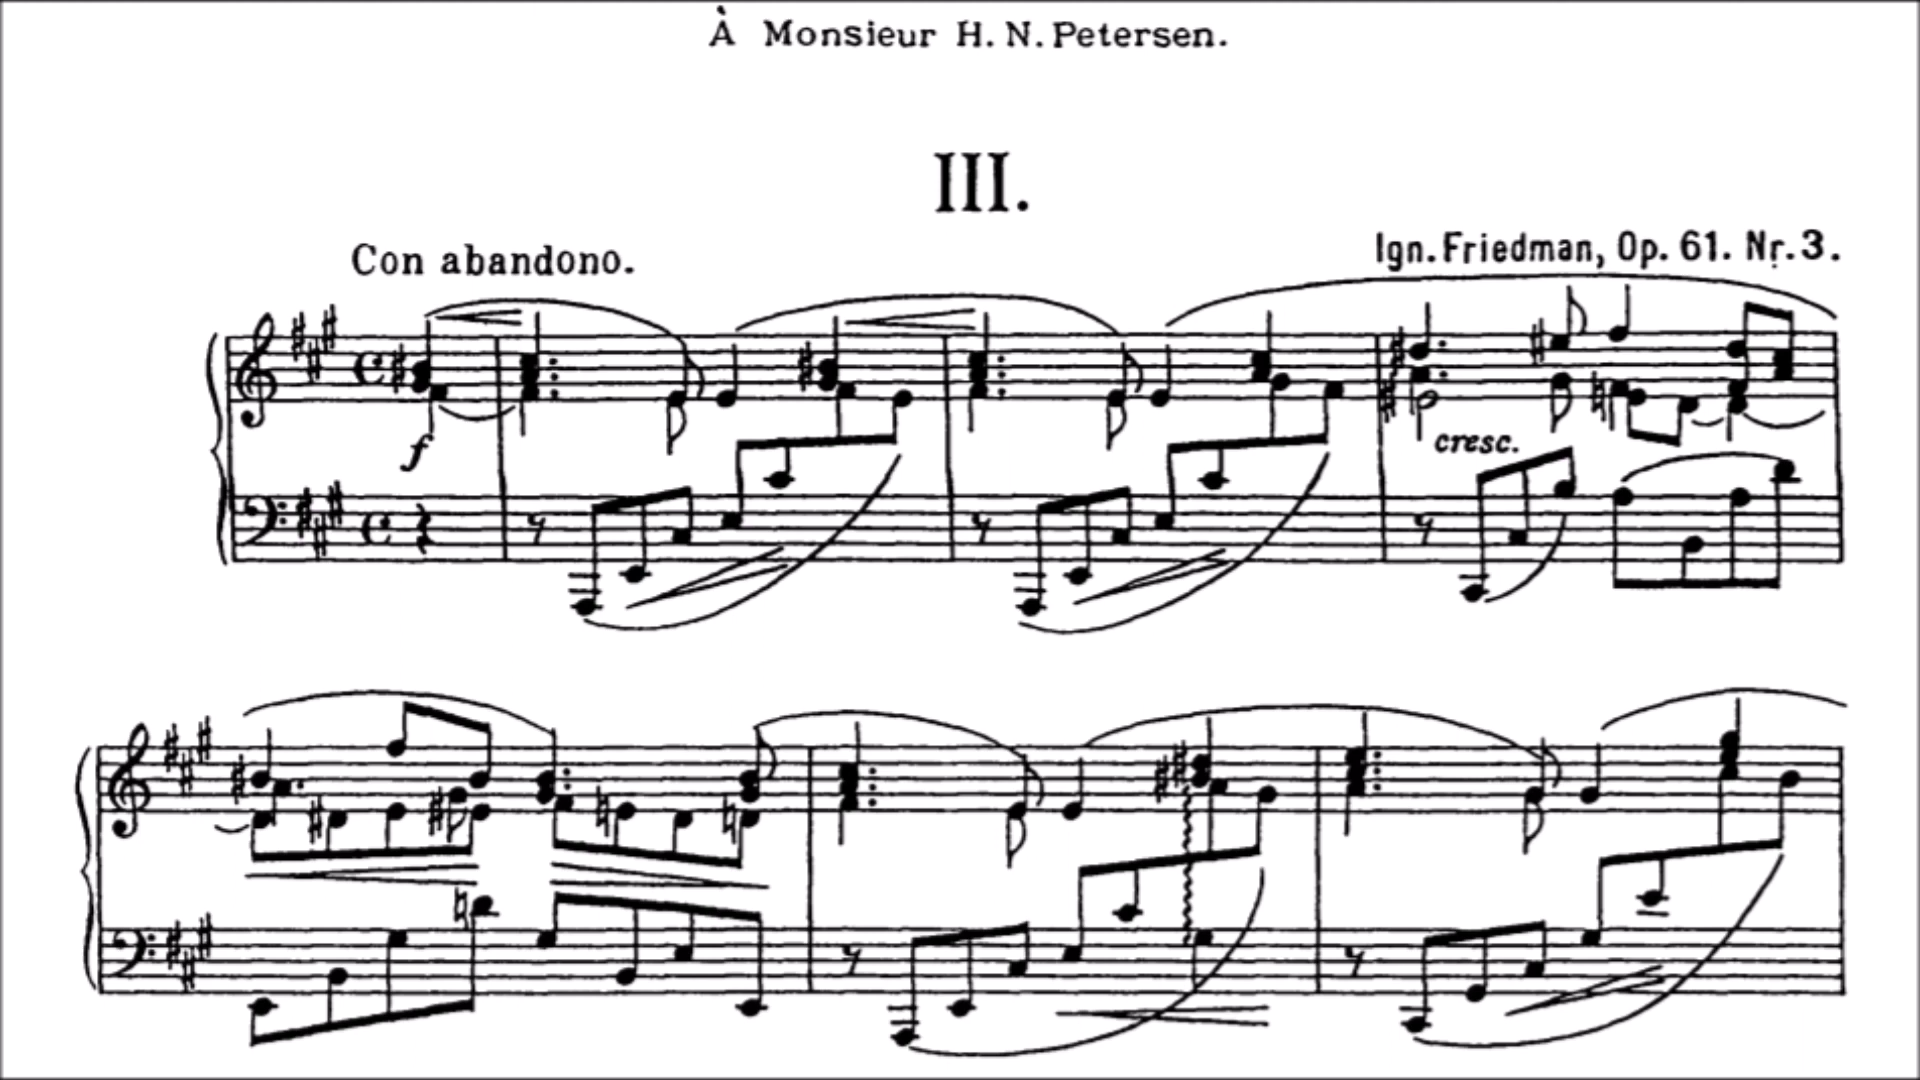 À Monsieur H. N. Petersen.
III.
Con abandono.
Ign. Friedman, Op. 61. Nr. 3.
f
cresc.